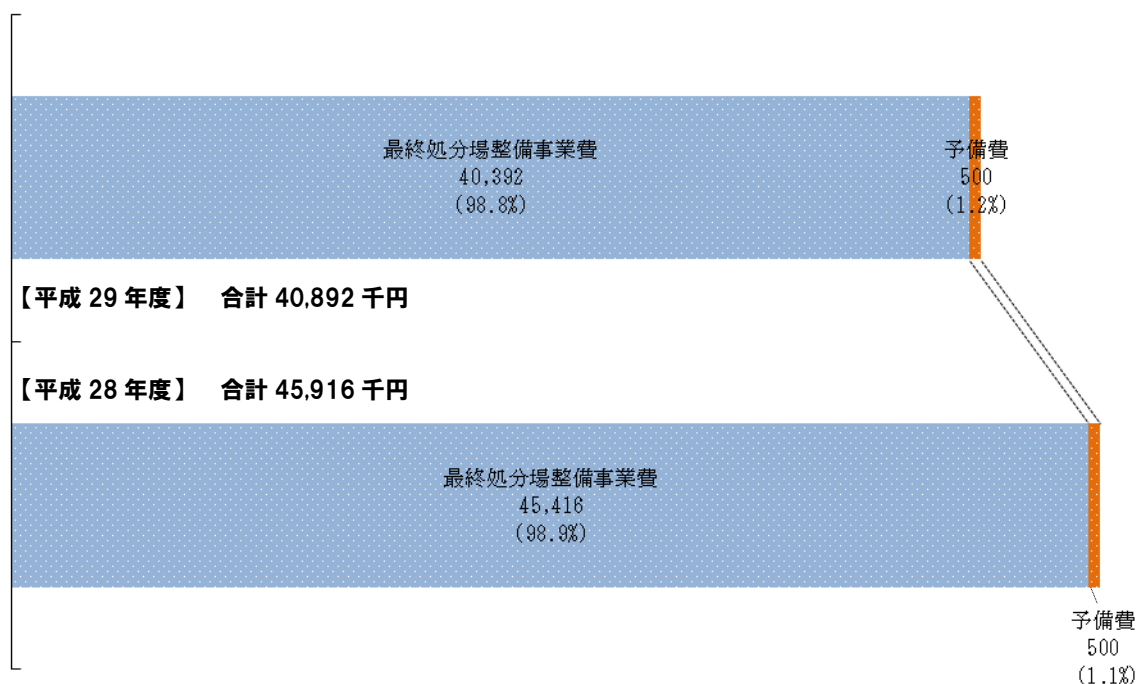 最終処分場整備事業費
40,392
(98.8%)
予備費
500
(1.2%)
【平成 29 年度】 合計 40,892 千円
【平成 28 年度】 合計 45,916 千円
最終処分場整備事業費
45,416
(98.9%)
予備費
500
(1.1%)